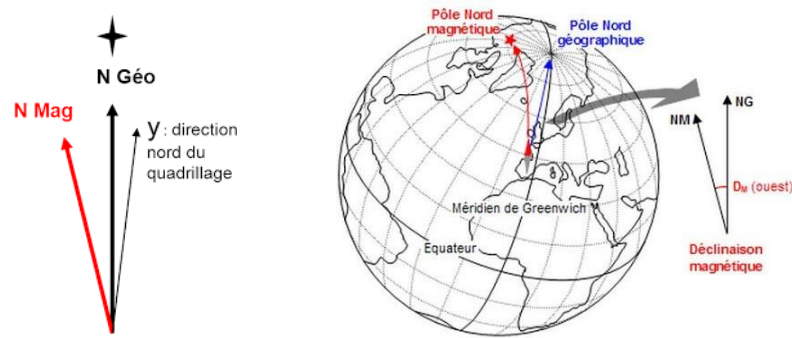 N Géo
N Mag
y : direction
nord du
quadrillage
Pôle Nord
magnétique
Pôle Nord
géographique
Méridien de Greenwich
Equateur
NG
NM
DM (ouest)
Déclinaison
magnétique